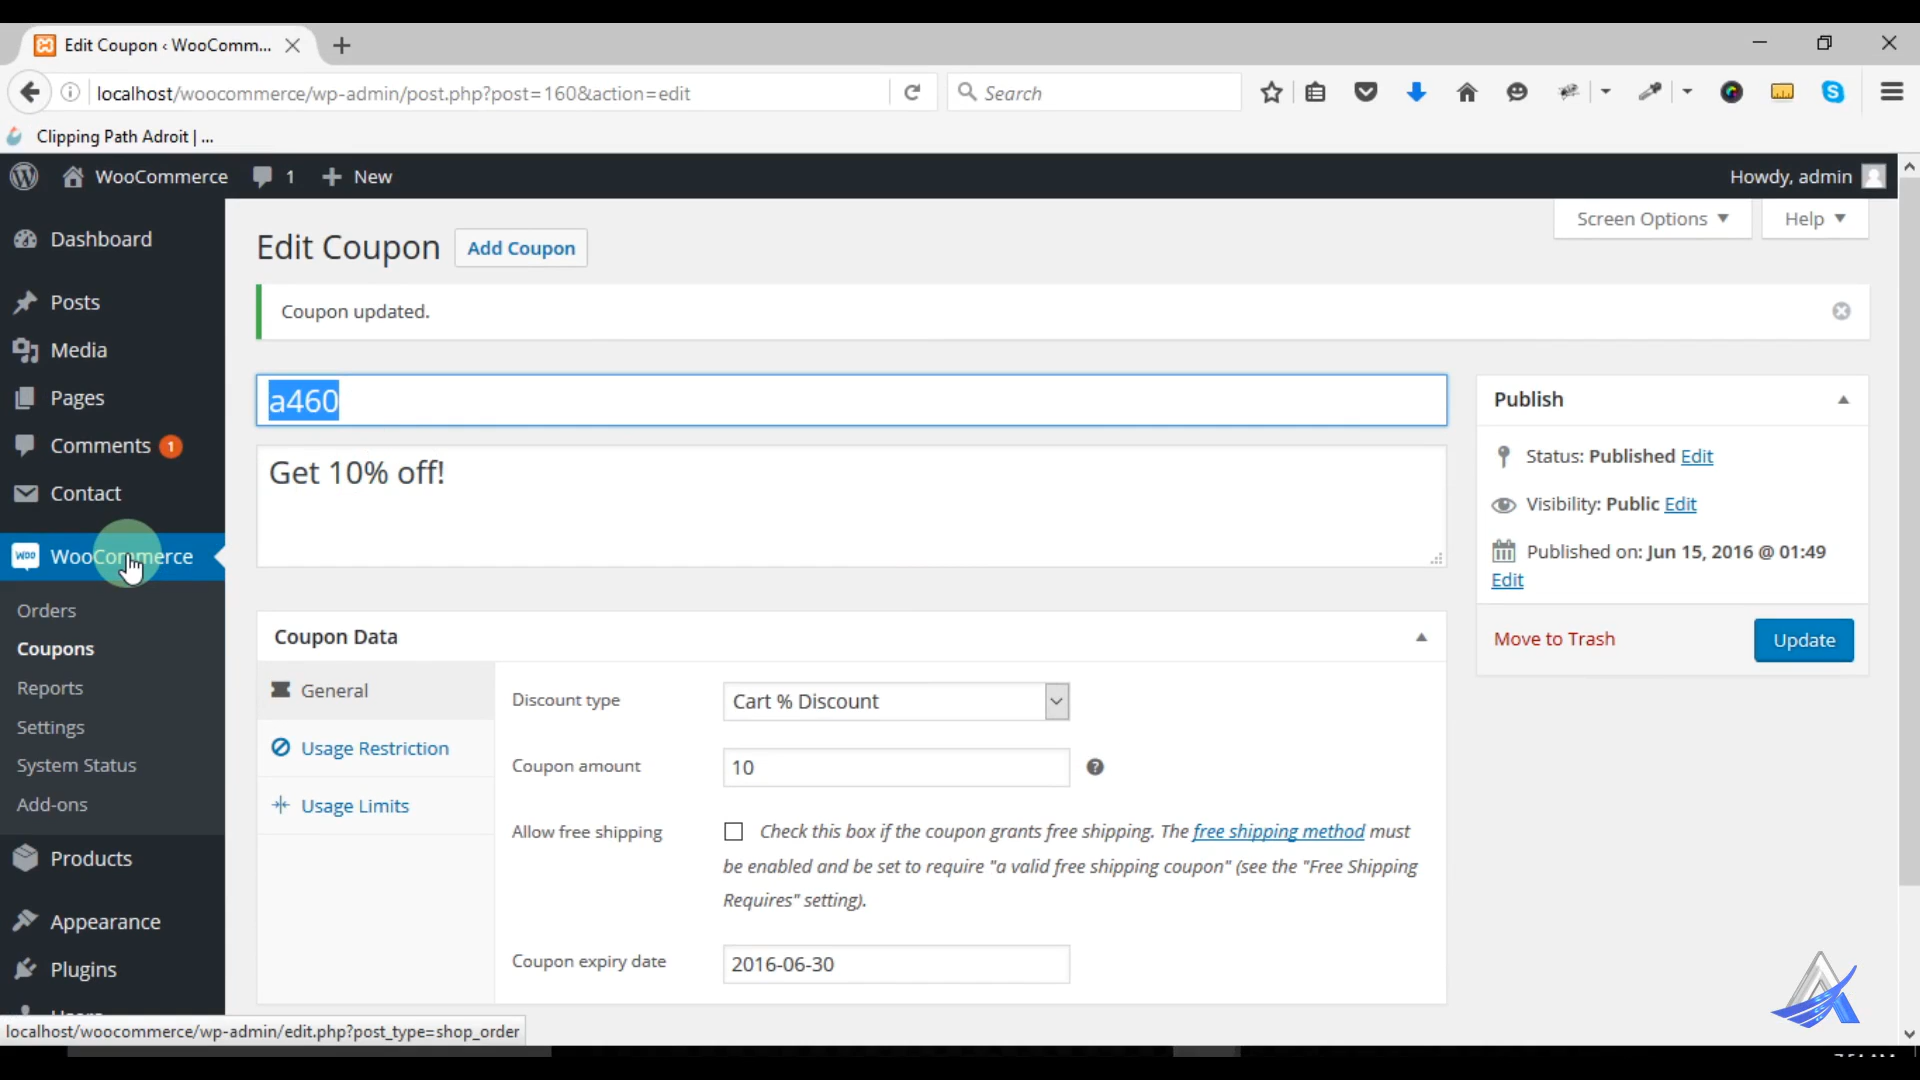 Edit Coupon ‹ WooComm...
localhost/woocommerce/wp-admin/post.php?post=160&action=edit
Search
Clipping Path Adroit | ...
WooCommerce
1
New
Howdy, admin
Screen Options
Help
Dashboard
Posts
Media
Pages
Comments 1
Contact
WooCommerce
Orders
Coupons
Reports
Settings
System Status
Add-ons
Products
Appearance
Plugins
Edit Coupon
Add Coupon
Coupon updated.
a460
Get 10% off!
Coupon Data
General
Usage Restriction
Usage Limits
Discount type
Cart % Discount
Coupon amount
10
Allow free shipping
Check this box if the coupon grants free shipping. The free shipping method must
be enabled and be set to require "a valid free shipping coupon" (see the "Free Shipping
Requires" setting).
Coupon expiry date
2016-06-30
Publish
Status: Published Edit
Visibility: Public Edit
Published on: Jun 15, 2016 @ 01:49
Edit
Move to Trash
Update
localhost/woocommerce/wp-admin/edit.php?post_type=shop_order